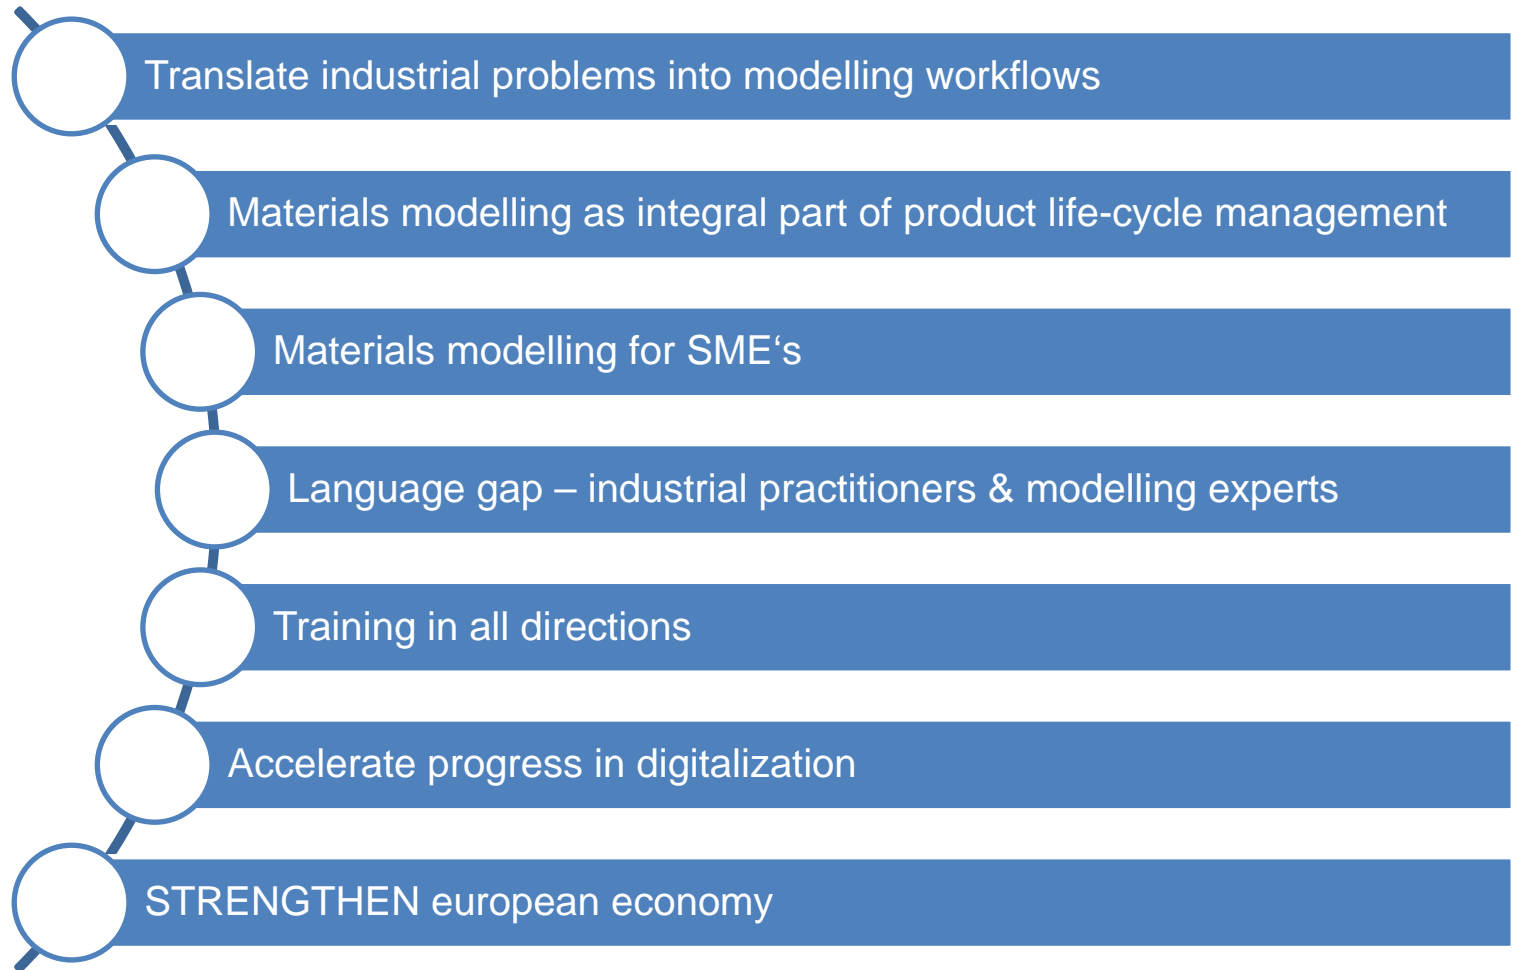 Translate industrial problems into modelling workflows
Materials modelling as integral part of product life-cycle management
Materials modelling for SME‘s
Language gap – industrial practitioners & modelling experts
Training in all directions
Accelerate progress in digitalization
STRENGTHEN european economy